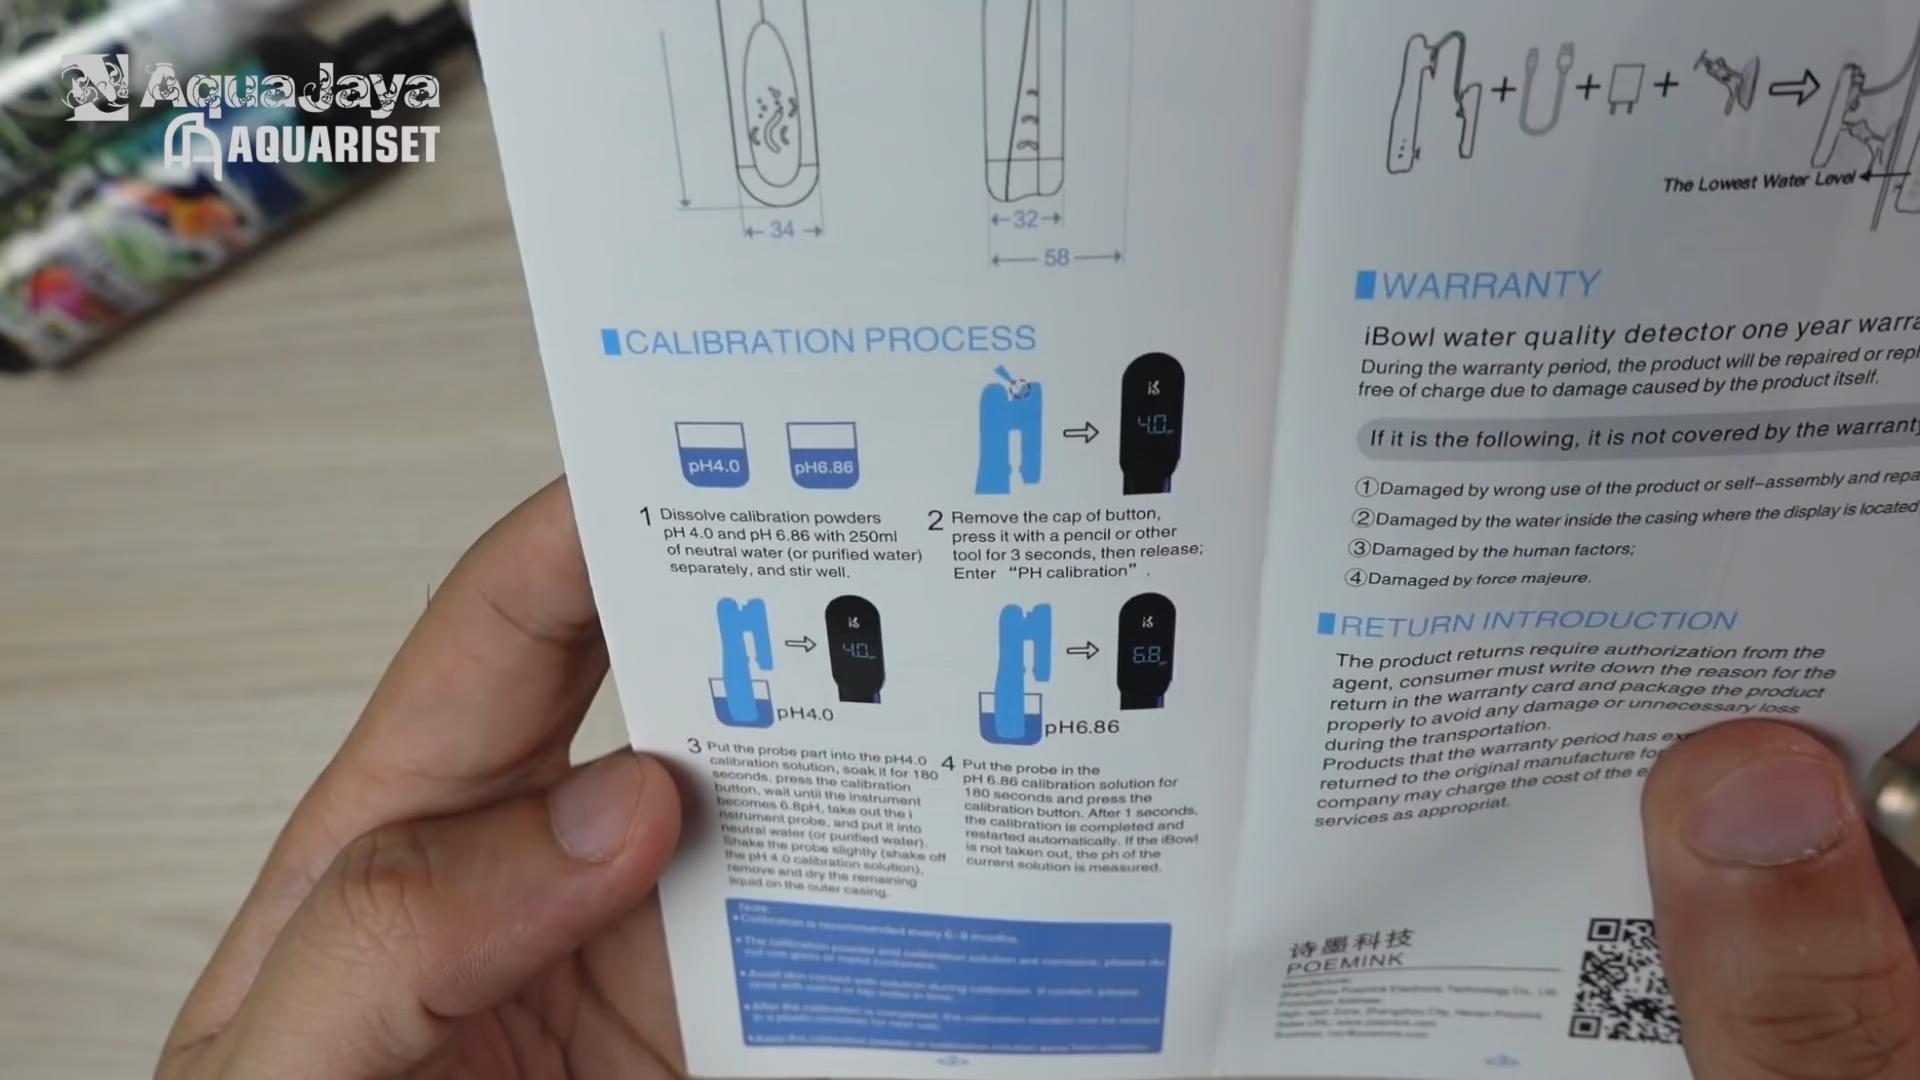 AquaJaya
AQUARISET
34
32
58
CALIBRATION PROCESS
pH4.0
pH6.86
4.0
1 Dissolve calibration powders
pH 4.0 and pH 6.86 with 250ml
of neutral water (or purified water)
separately, and stir well.
2 Remove the cap of button,
press it with a pencil or other
tool for 3 seconds, then release;
Enter “PH calibration” .
4.0
pH4.0
6.8
pH6.86
3 Put the probe part into the pH4.0
calibration solution, soak it for 180
seconds, press the calibration
button, wait until the instrument
becomes 6.8pH, take out the i
nstrument probe, and put it into
neutral water (or purified water).
Shake the probe slightly (shake off
the pH 4.0 calibration solution),
remove and dry the remaining
liquid on the outer casing.
4 Put the probe in the
pH 6.86 calibration solution for
180 seconds and press the
calibration button. After 1 seconds,
the calibration is completed and
restarted automatically. If the iBowl
is not taken out, the ph of the
current solution is measured.
Note:
Calibration is recommended every 6-8 months.
The Lowest Water Level
WARRANTY
iBowl water quality detector one year warra
During the warranty period, the product will be repaired or repl
free of charge due to damage caused by the product itself.
If it is the following, it is not covered by the warranty
①Damaged by wrong use of the product or self-assembly and repa
②Damaged by the water inside the casing where the display is located
③Damaged by the human factors;
④Damaged by force majeure.
RETURN INTRODUCTION
The product returns require authorization from the
agent, consumer must write down the reason for the
return in the warranty card and package the product
properly to avoid any damage or unnecessary loss
during the transportation.
Products that the warranty period has
returned to the original manufacture for
company may charge the cost of the
services as appropriat.
诗墨科技
POEMINK